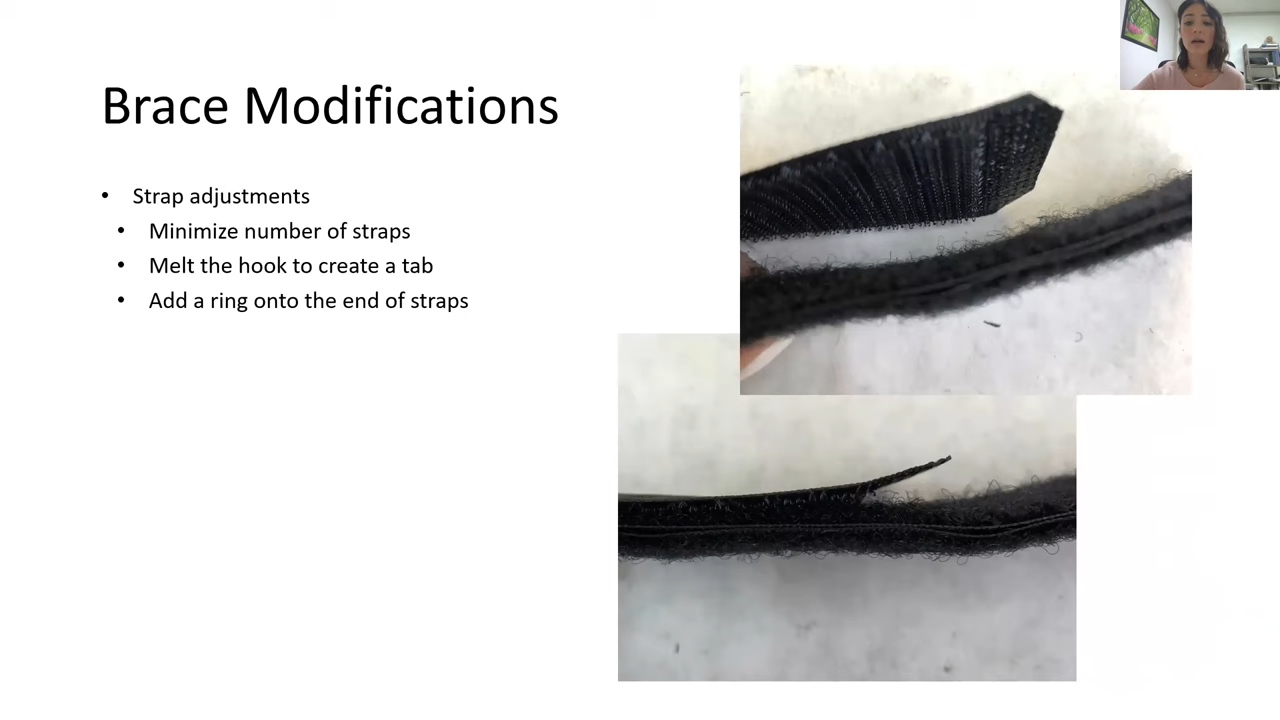 Brace Modifications
• Strap adjustments
• Minimize number of straps
• Melt the hook to create a tab
• Add a ring onto the end of straps